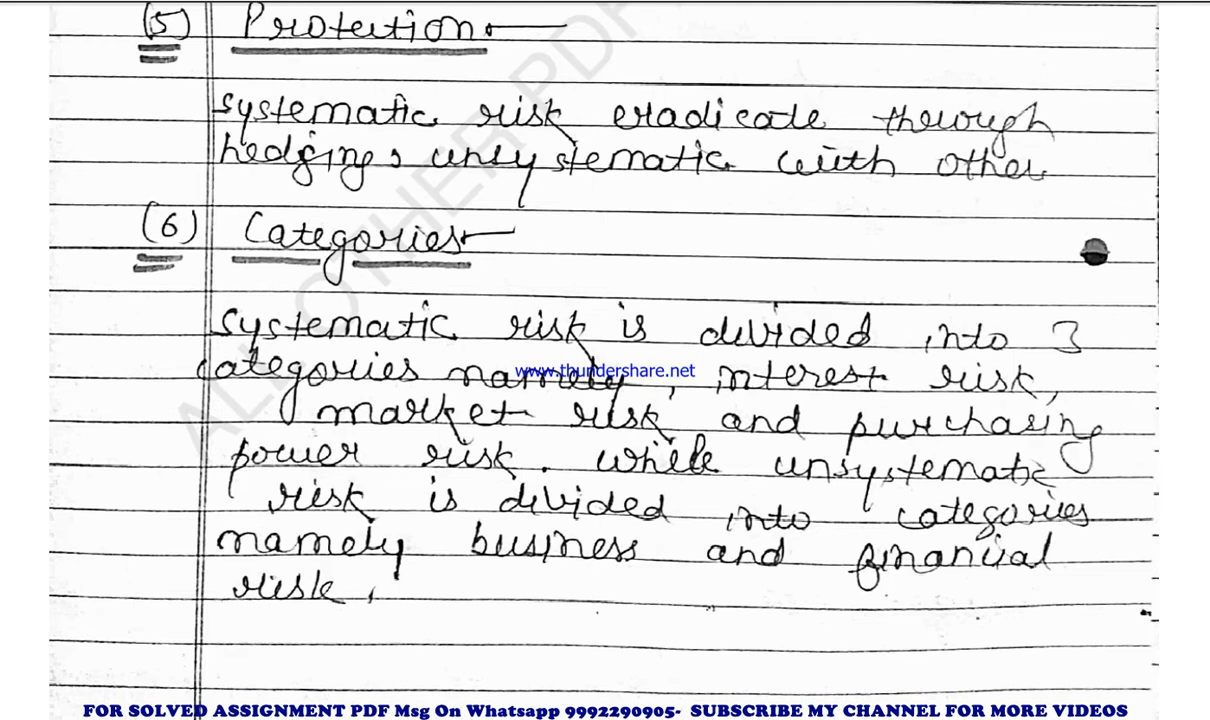 (5) Protection:-
systematic risk eradicate through
hedging, unsystematic with other
(6) Categories:-
systematic risk is divided into 3
categories namely, interest risk,
market risk and purchasing
power risk. while unsystematic
risk is divided into categories
namely business and financial
risk,
www.thundershare.net
ALL OTHER PDF
FOR SOLVED ASSIGNMENT PDF Msg On Whatsapp 9992290905- SUBSCRIBE MY CHANNEL FOR MORE VIDEOS